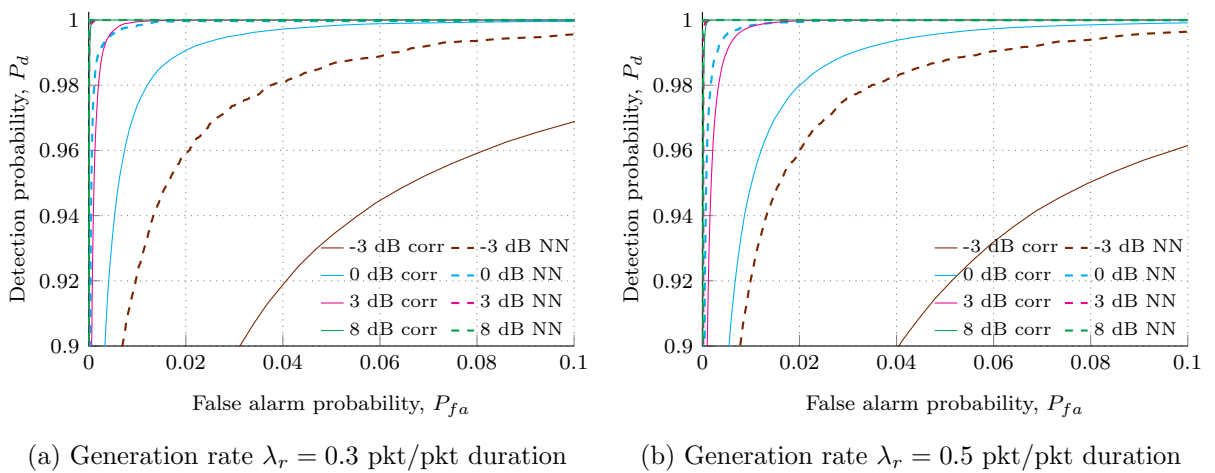 1
0.98
0.96
0.94
0.92
0.9
Detection probability, P_d
0 0.02 0.04 0.06 0.08 0.1
False alarm probability, P_{fa}
-3 dB corr -3 dB NN
0 dB corr 0 dB NN
3 dB corr 3 dB NN
8 dB corr 8 dB NN
(a) Generation rate λ_r = 0.3 pkt/pkt duration
1
0.98
0.96
0.94
0.92
0.9
Detection probability, P_d
0 0.02 0.04 0.06 0.08 0.1
False alarm probability, P_{fa}
-3 dB corr -3 dB NN
0 dB corr 0 dB NN
3 dB corr 3 dB NN
8 dB corr 8 dB NN
(b) Generation rate λ_r = 0.5 pkt/pkt duration